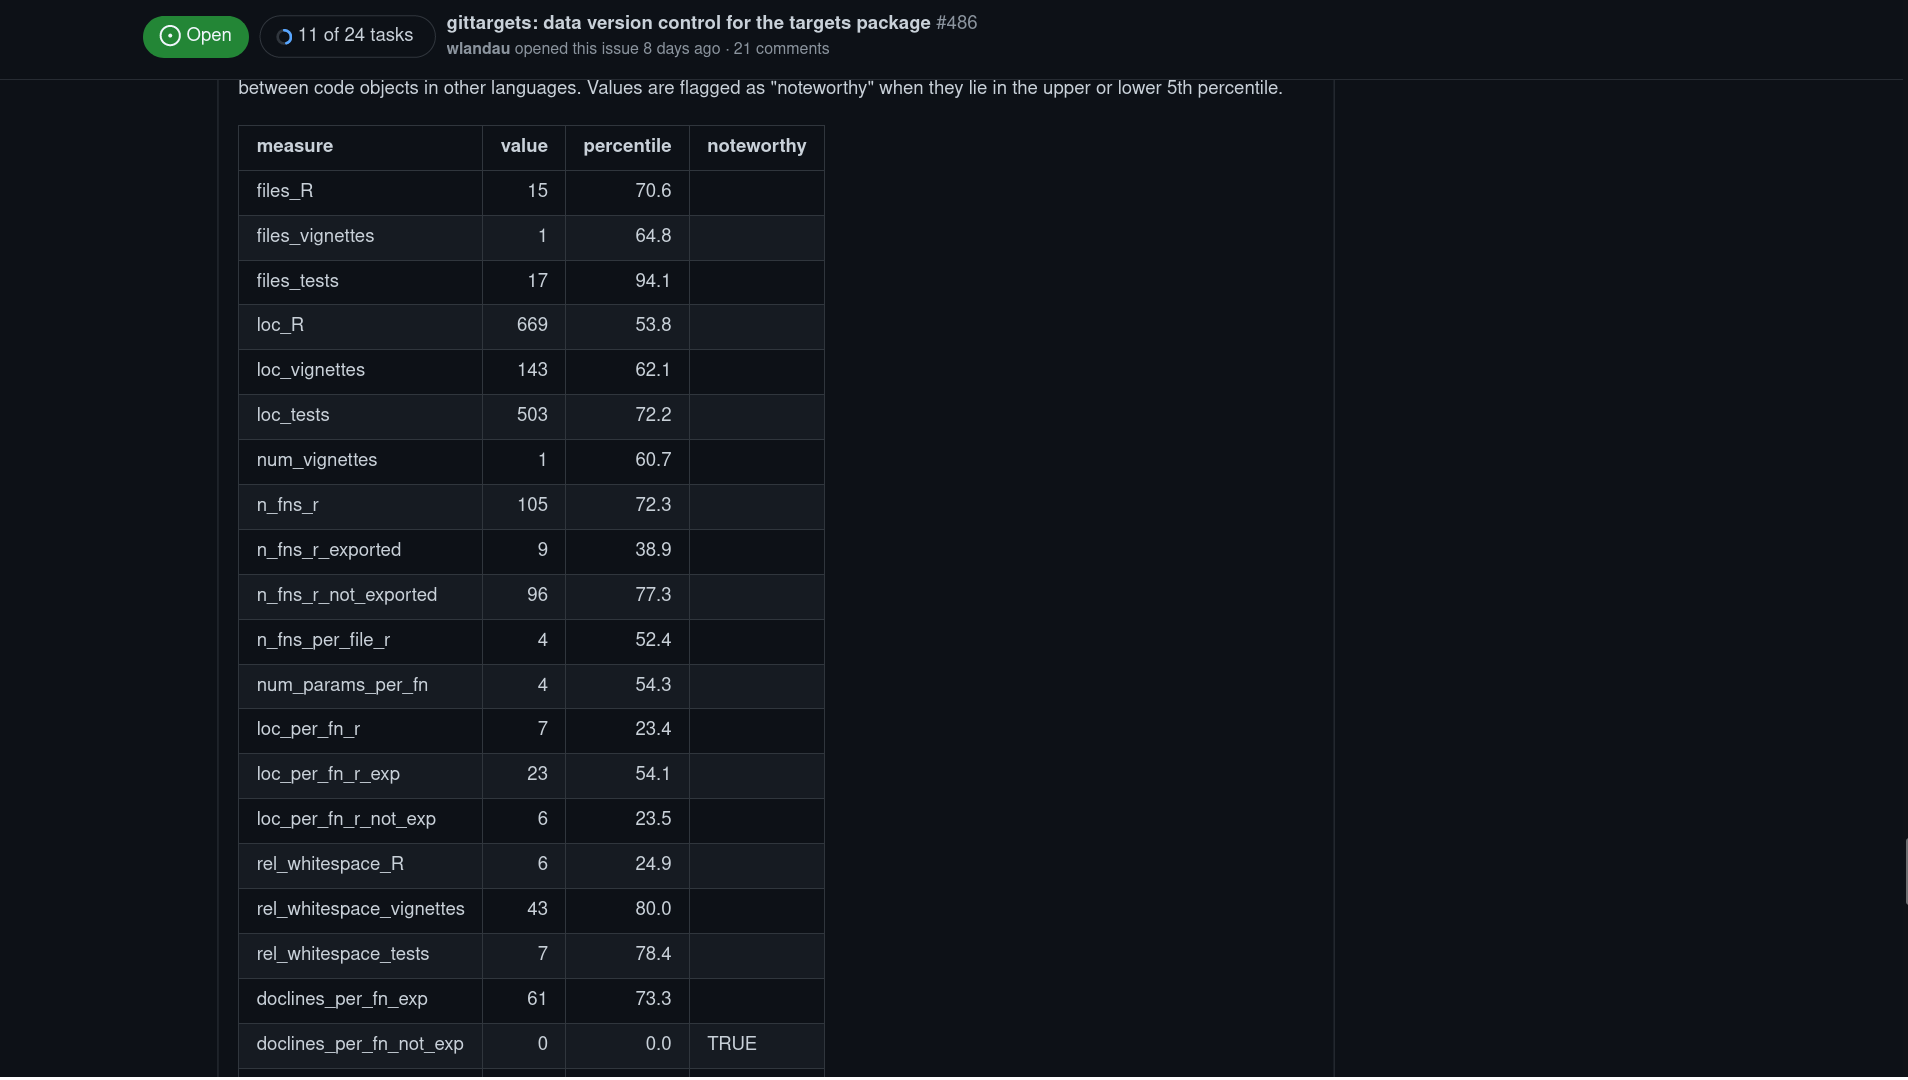 Open
11 of 24 tasks
gittargets: data version control for the targets package #486
wlandau opened this issue 8 days ago · 21 comments
between code objects in other languages. Values are flagged as "noteworthy" when they lie in the upper or lower 5th percentile.
measure value percentile noteworthy
files_R 15 70.6
files_vignettes 1 64.8
files_tests 17 94.1
loc_R 669 53.8
loc_vignettes 143 62.1
loc_tests 503 72.2
num_vignettes 1 60.7
n_fns_r 105 72.3
n_fns_r_exported 9 38.9
n_fns_r_not_exported 96 77.3
n_fns_per_file_r 4 52.4
num_params_per_fn 4 54.3
loc_per_fn_r 7 23.4
loc_per_fn_r_exp 23 54.1
loc_per_fn_r_not_exp 6 23.5
rel_whitespace_R 6 24.9
rel_whitespace_vignettes 43 80.0
rel_whitespace_tests 7 78.4
doclines_per_fn_exp 61 73.3
doclines_per_fn_not_exp 0 0.0 TRUE